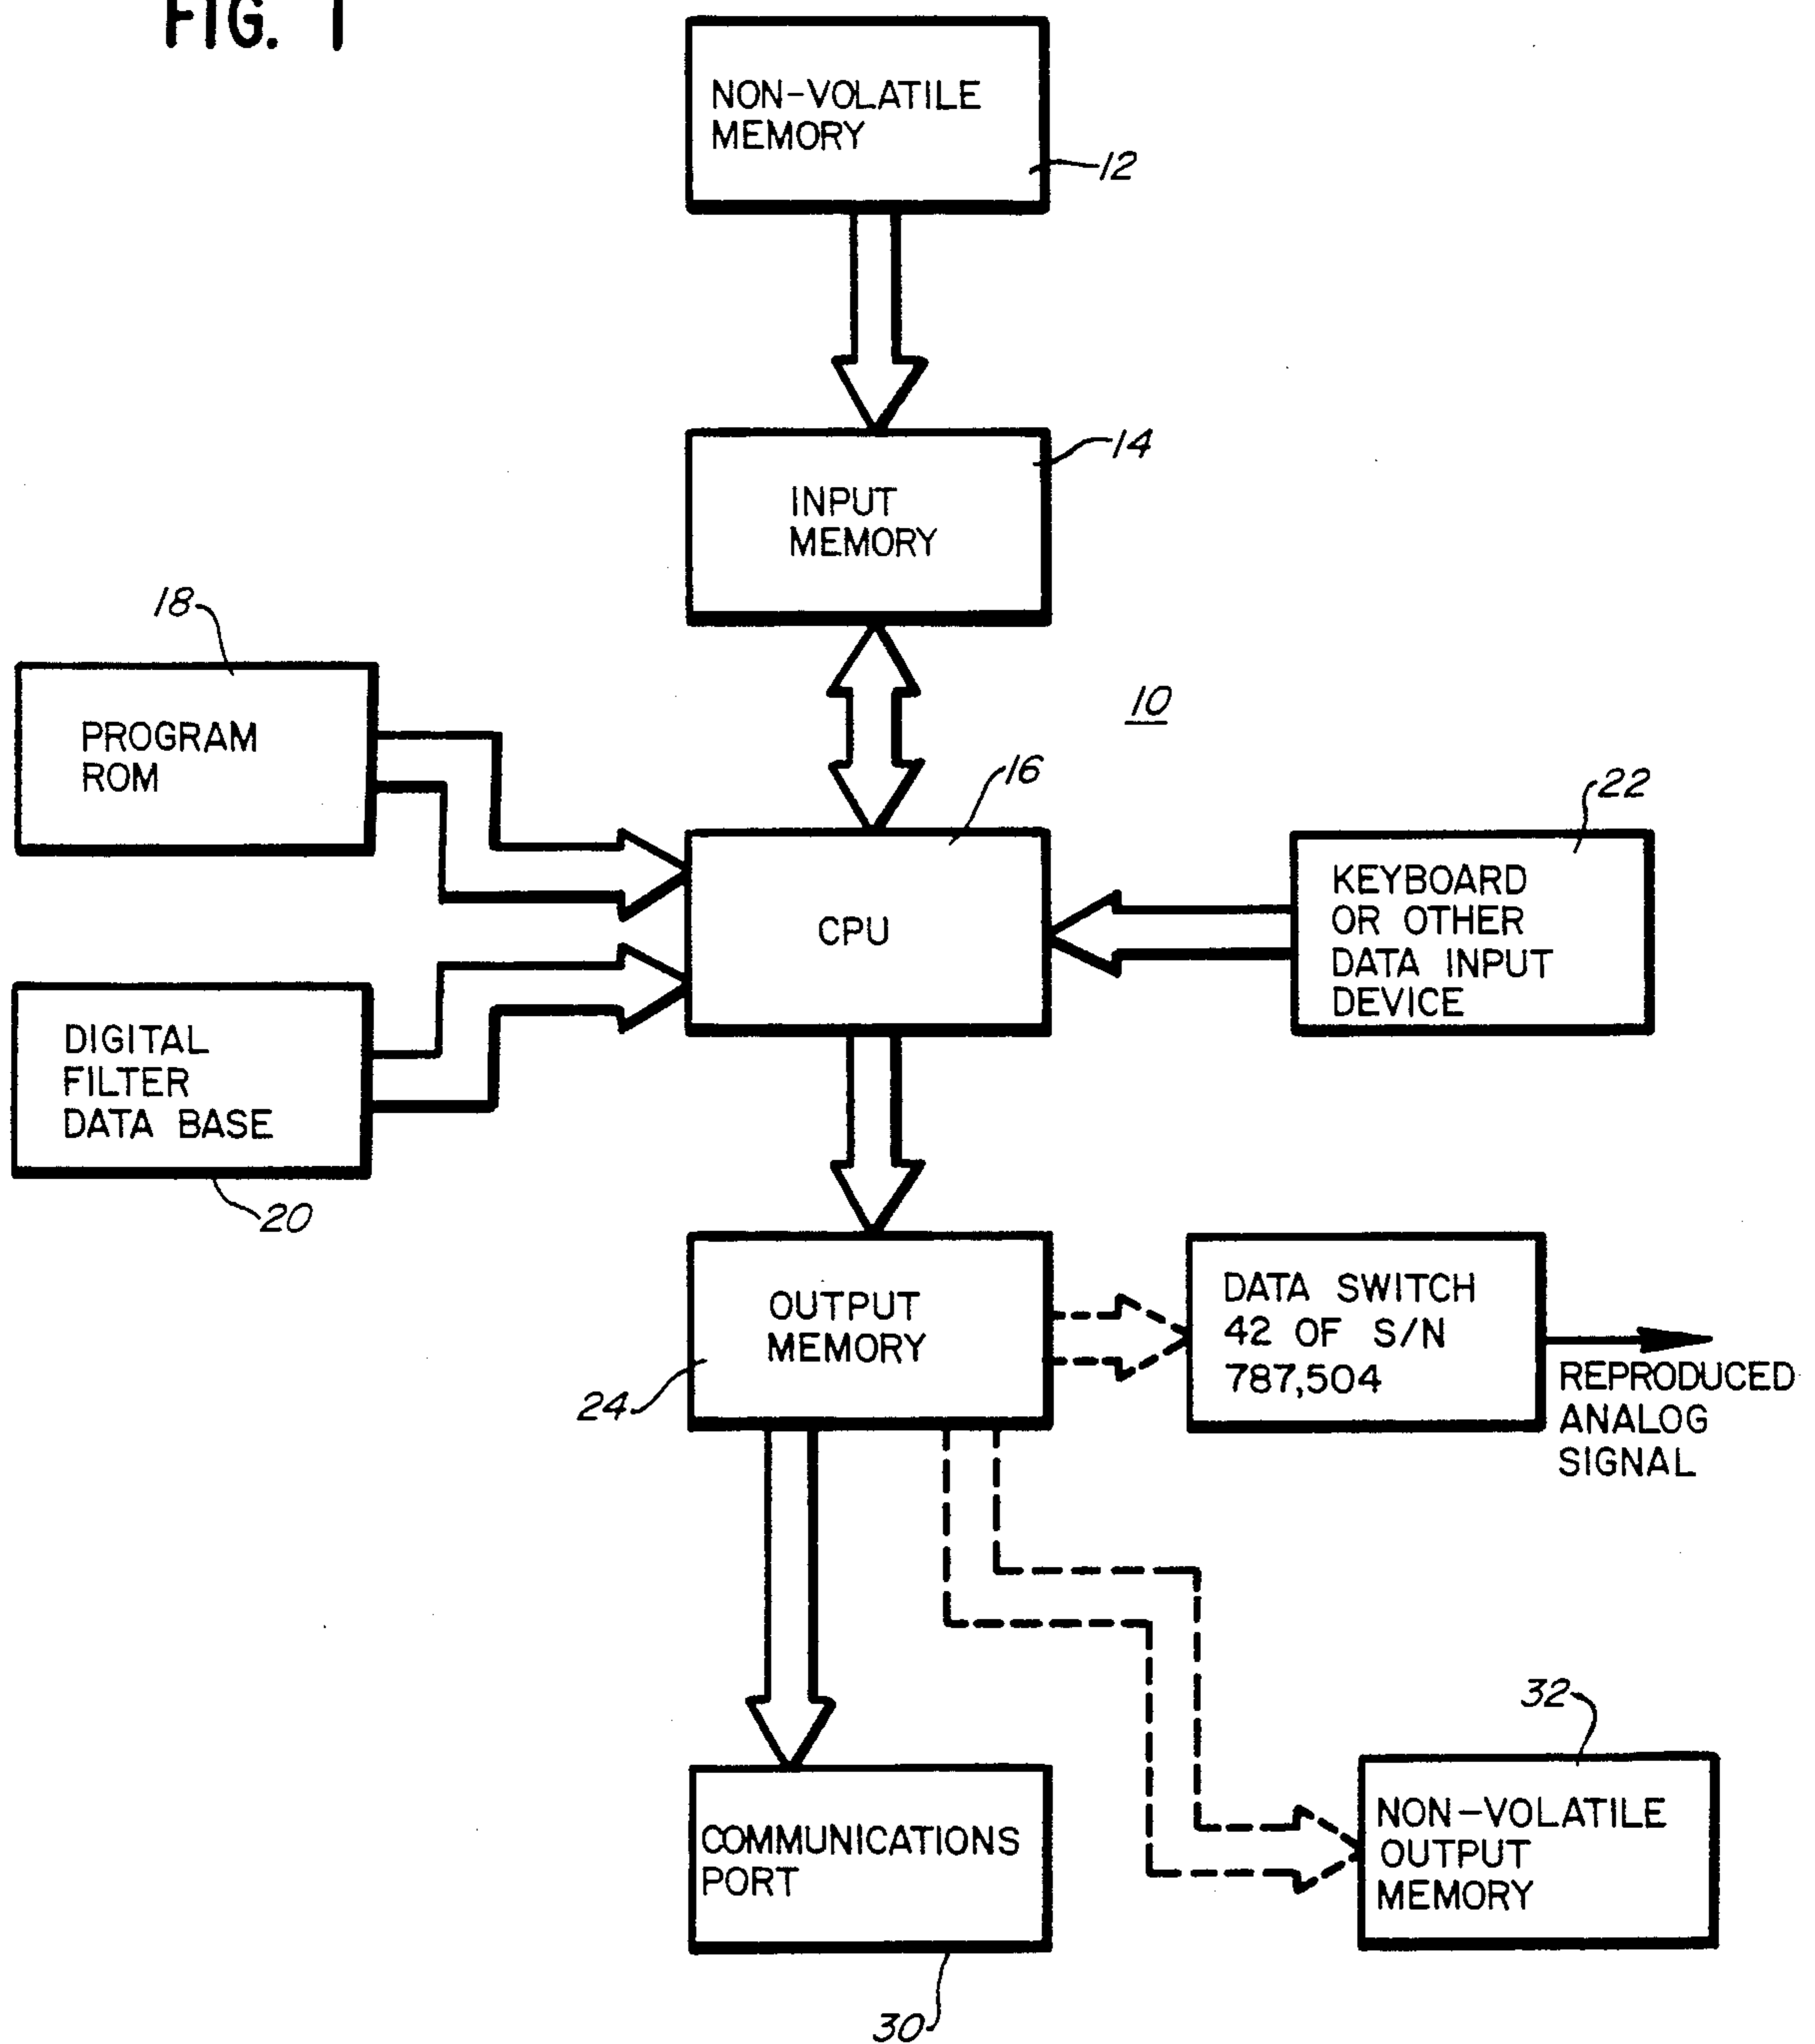 FIG. 1
NON-VOLATILE
MEMORY
12
14
INPUT
MEMORY
18
PROGRAM
ROM
10
16
22
CPU
KEYBOARD
OR OTHER
DATA INPUT
DEVICE
DIGITAL
FILTER
DATA BASE
20
OUTPUT
MEMORY
24
DATA SWITCH
42 OF S/N
787,504
REPRODUCED
ANALOG
SIGNAL
32
COMMUNICATIONS
PORT
30
NON-VOLATILE
OUTPUT
MEMORY